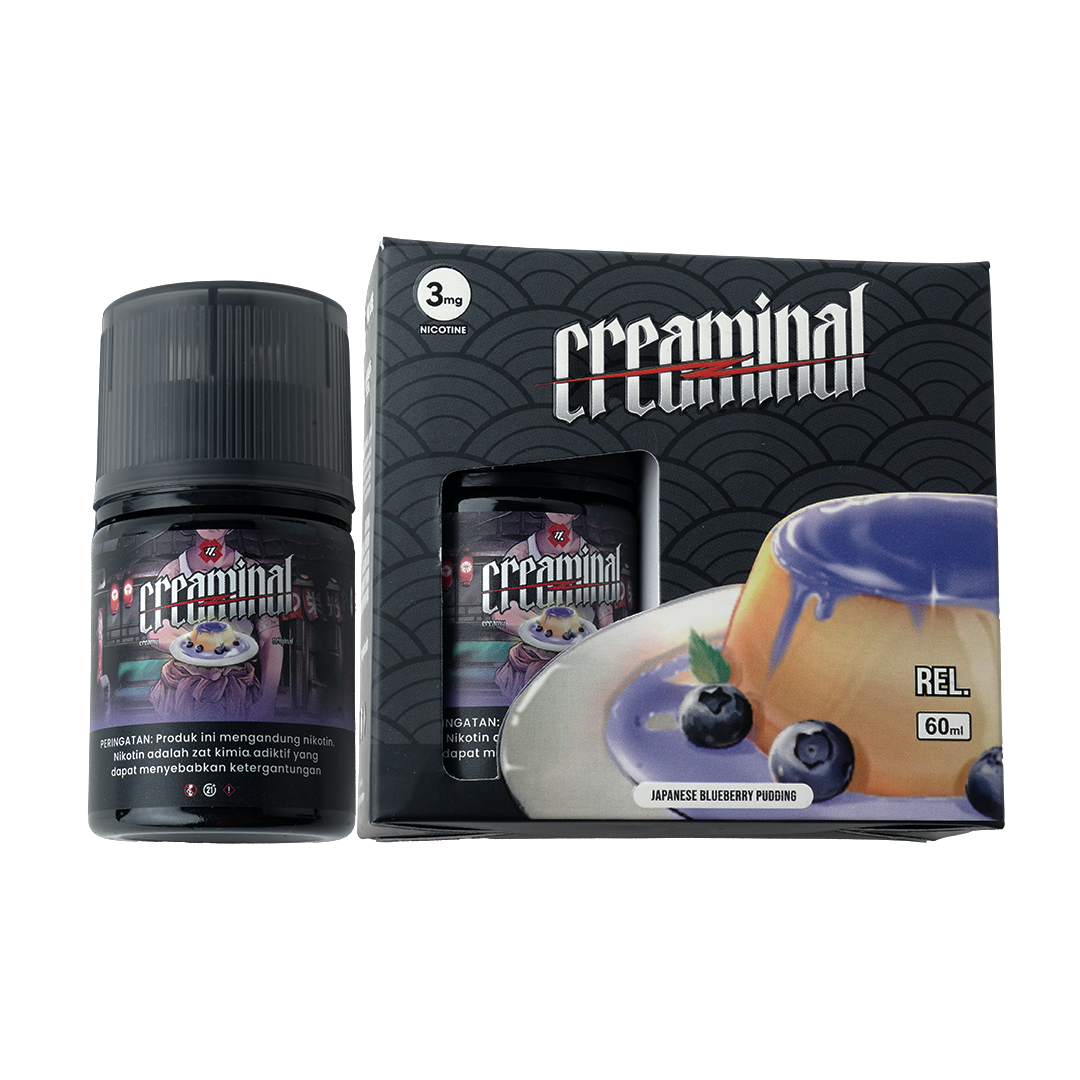 3mg
NICOTINE
creaminal
creaminal
PERINGATAN: Produk ini mengandung nikotin.
Nikotin adalah zat kimia adiktif yang
dapat menyebabkan ketergantungan
21
creaminal
NGATAN:
Nikotin
dapat m
REL.
60ml
JAPANESE BLUEBERRY PUDDING